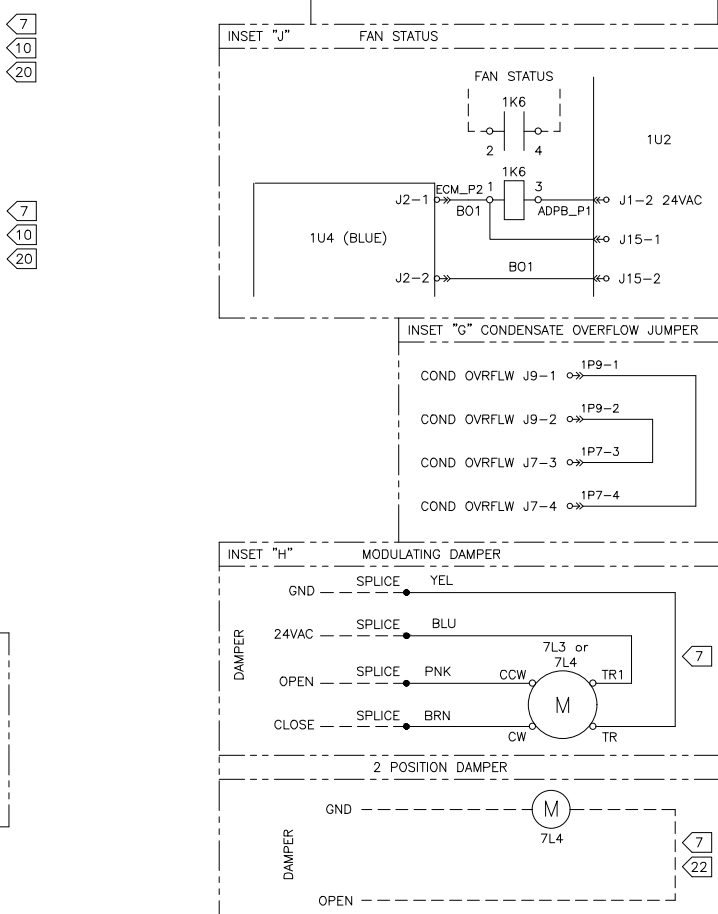 7
10
20
INSET "J" FAN STATUS
FAN STATUS
1K6
2 4
1U2
7
10
20
1K6
ECM_P2 1 3
J2-1 BO1 ADPB_P1 J1-2 24VAC
1U4 (BLUE) J15-1
BO1
J2-2 J15-2
INSET "G" CONDENSATE OVERFLOW JUMPER
COND OVRFLW J9-1 1P9-1
COND OVRFLW J9-2 1P9-2
COND OVRFLW J7-3 1P7-3
COND OVRFLW J7-4 1P7-4
INSET "H" MODULATING DAMPER
GND SPLICE YEL
24VAC SPLICE BLU
DAMPER
7L3 or
7L4
7
OPEN SPLICE PNK CCW TR1
M
CLOSE SPLICE BRN CW TR
2 POSITION DAMPER
GND M
7L4
7
DAMPER
22
OPEN